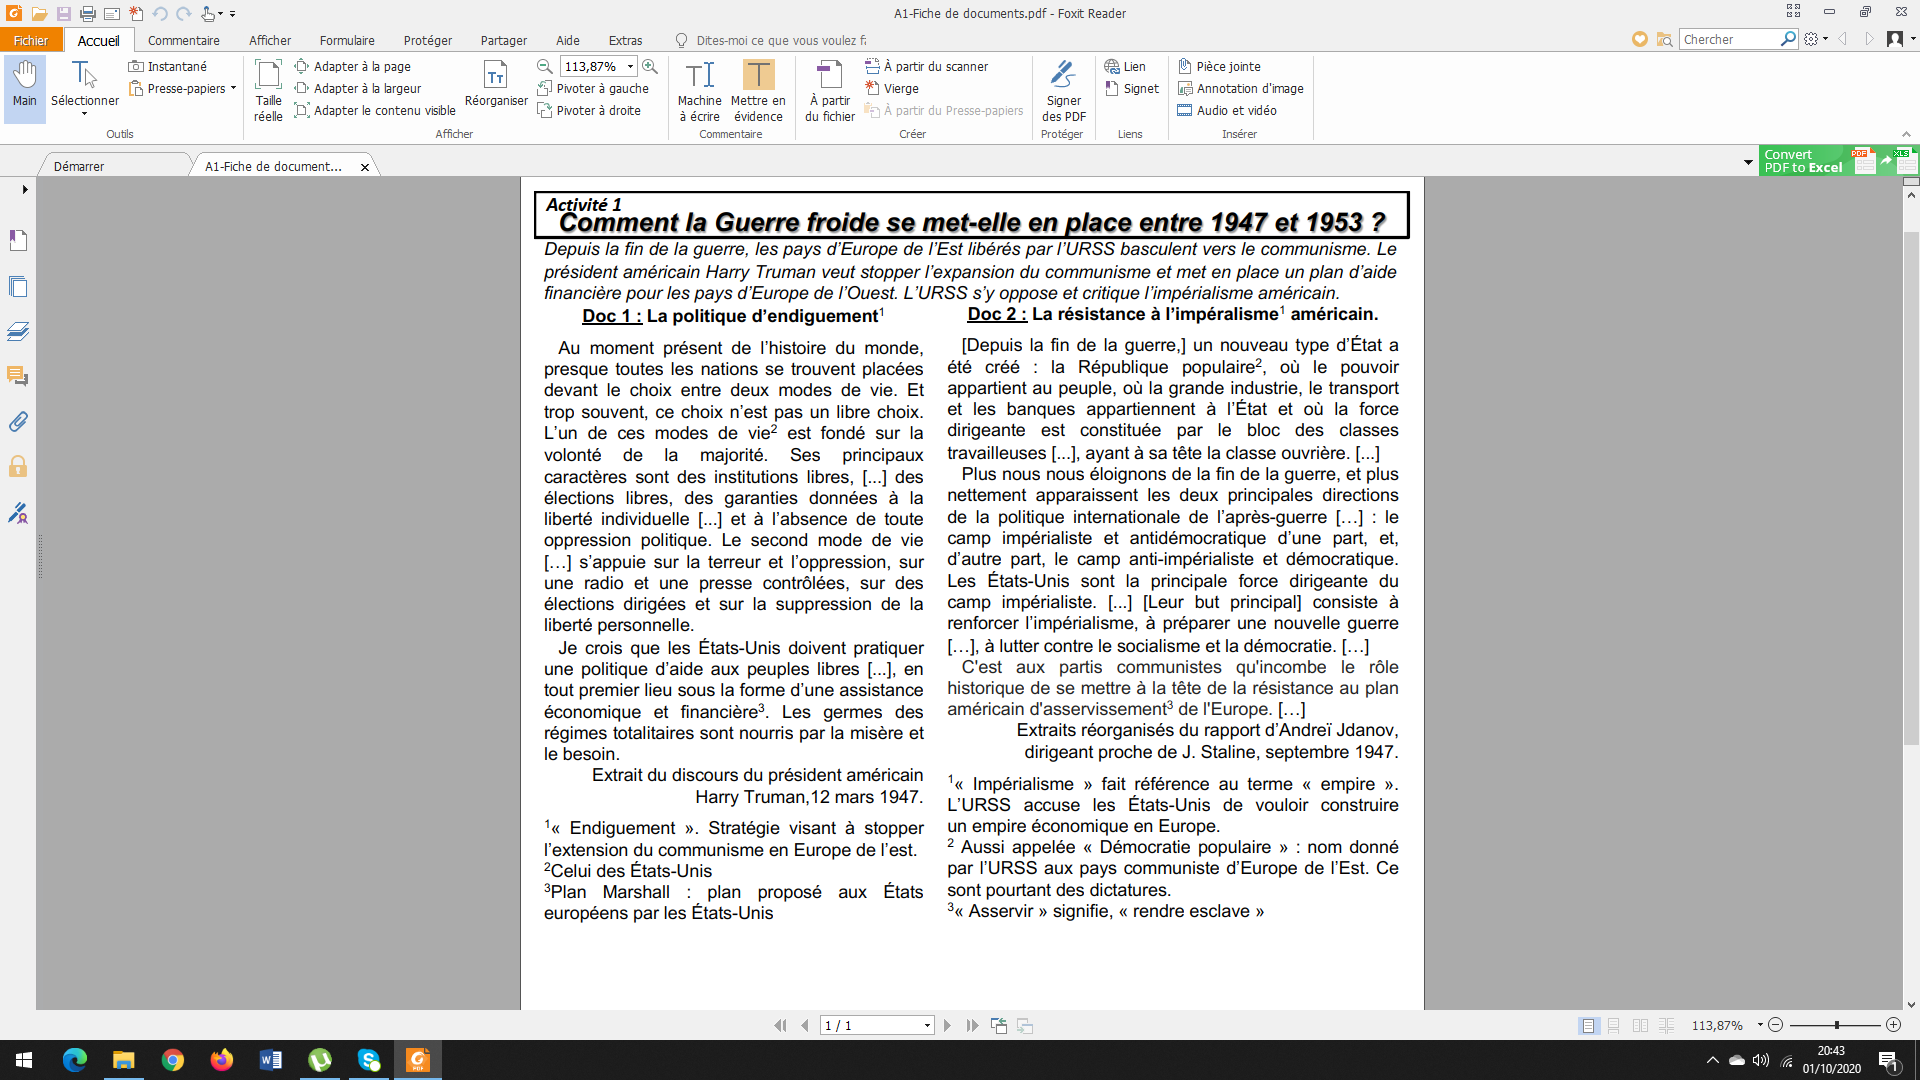 A1-Fiche de documents.pdf - Foxit Reader
Fichier Accueil Commentaire Afficher Formulaire Protéger Partager Aide Extras Dites-moi ce que vous voulez fa Chercher
Main
Sélectionner
Instantané
Presse-papiers
Outils
Taille
réelle
Adapter à la page
Adapter à la largeur
Adapter le contenu visible
Réorganiser
113,87%
Pivoter à gauche
Pivoter à droite
Afficher
Machine
à écrire
Mettre en
évidence
Commentaire
À partir
du fichier
À partir du scanner
Vierge
À partir du Presse-papiers
Créer
Signer
des PDF
Protéger
Lien
Signet
Liens
Pièce jointe
Annotation d'image
Audio et vidéo
Insérer
Démarrer
A1-Fiche de document...
Convert
PDF to Excel
PDF
XLS
Activité 1
Comment la Guerre froide se met-elle en place entre 1947 et 1953 ?
Depuis la fin de la guerre, les pays d’Europe de l’Est libérés par l’URSS basculent vers le communisme. Le
président américain Harry Truman veut stopper l’expansion du communisme et met en place un plan d’aide
financière pour les pays d’Europe de l’Ouest. L’URSS s’y oppose et critique l’impérialisme américain.
Doc 1 : La politique d’endiguement¹
Au moment présent de l’histoire du monde,
presque toutes les nations se trouvent placées
devant le choix entre deux modes de vie. Et
trop souvent, ce choix n’est pas un libre choix.
L’un de ces modes de vie² est fondé sur la
volonté de la majorité. Ses principaux
caractères sont des institutions libres, [...] des
élections libres, des garanties données à la
liberté individuelle [...] et à l’absence de toute
oppression politique. Le second mode de vie
[…] s’appuie sur la terreur et l’oppression, sur
une radio et une presse contrôlées, sur des
élections dirigées et sur la suppression de la
liberté personnelle.
Je crois que les États-Unis doivent pratiquer
une politique d’aide aux peuples libres [...], en
tout premier lieu sous la forme d’une assistance
économique et financière³. Les germes des
régimes totalitaires sont nourris par la misère et
le besoin.
Extrait du discours du président américain
Harry Truman,12 mars 1947.
¹« Endiguement ». Stratégie visant à stopper
l’extension du communisme en Europe de l’est.
²Celui des États-Unis
³Plan Marshall : plan proposé aux États
européens par les États-Unis
Doc 2 : La résistance à l’impéralisme¹ américain.
[Depuis la fin de la guerre,] un nouveau type d’État a
été créé : la République populaire², où le pouvoir
appartient au peuple, où la grande industrie, le transport
et les banques appartiennent à l’État et où la force
dirigeante est constituée par le bloc des classes
travailleuses [...], ayant à sa tête la classe ouvrière. [...]
Plus nous nous éloignons de la fin de la guerre, et plus
nettement apparaissent les deux principales directions
de la politique internationale de l’après-guerre […] : le
camp impérialiste et antidémocratique d’une part, et,
d’autre part, le camp anti-impérialiste et démocratique.
Les États-Unis sont la principale force dirigeante du
camp impérialiste. [...] [Leur but principal] consiste à
renforcer l’impérialisme, à préparer une nouvelle guerre
[…], à lutter contre le socialisme et la démocratie. […]
C'est aux partis communistes qu'incombe le rôle
historique de se mettre à la tête de la résistance au plan
américain d'asservissement³ de l'Europe. […]
Extraits réorganisés du rapport d’Andreï Jdanov,
dirigeant proche de J. Staline, septembre 1947.
¹« Impérialisme » fait référence au terme « empire ».
L’URSS accuse les États-Unis de vouloir construire
un empire économique en Europe.
² Aussi appelée « Démocratie populaire » : nom donné
par l’URSS aux pays communiste d’Europe de l’Est. Ce
sont pourtant des dictatures.
³« Asservir » signifie, « rendre esclave »
1 / 1
113,87%
20:43
01/10/2020
1